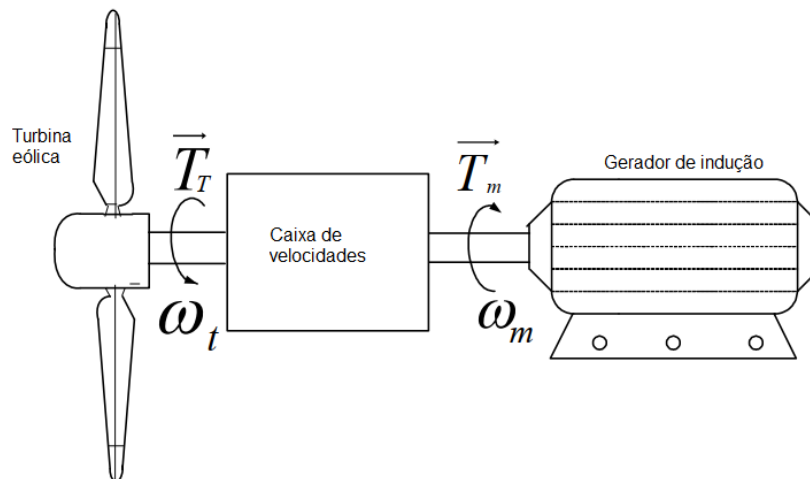 Turbina
eólica
T_T
ω_t
Caixa de
velocidades
T_m
ω_m
Gerador de indução